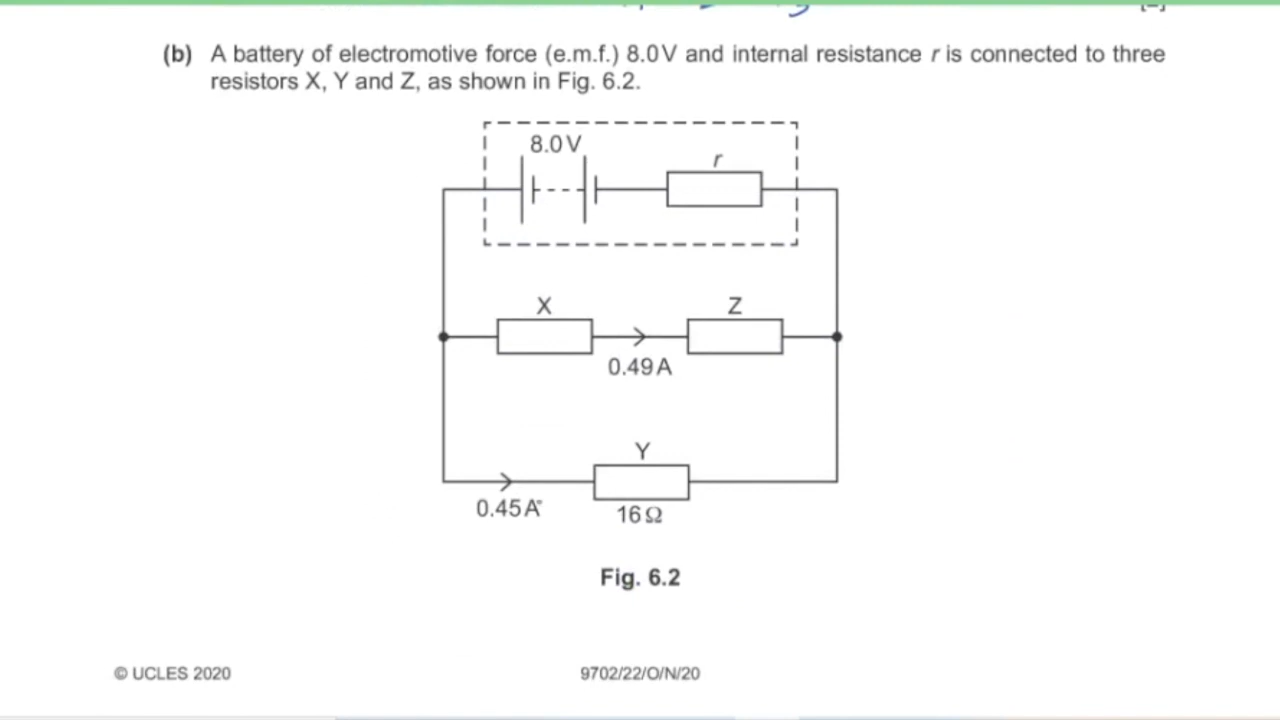 (b) A battery of electromotive force (e.m.f.) 8.0V and internal resistance r is connected to three
resistors X, Y and Z, as shown in Fig. 6.2.
8.0V
r
X
Z
0.49A
Y
0.45A
16Ω
Fig. 6.2
© UCLES 2020
9702/22/O/N/20